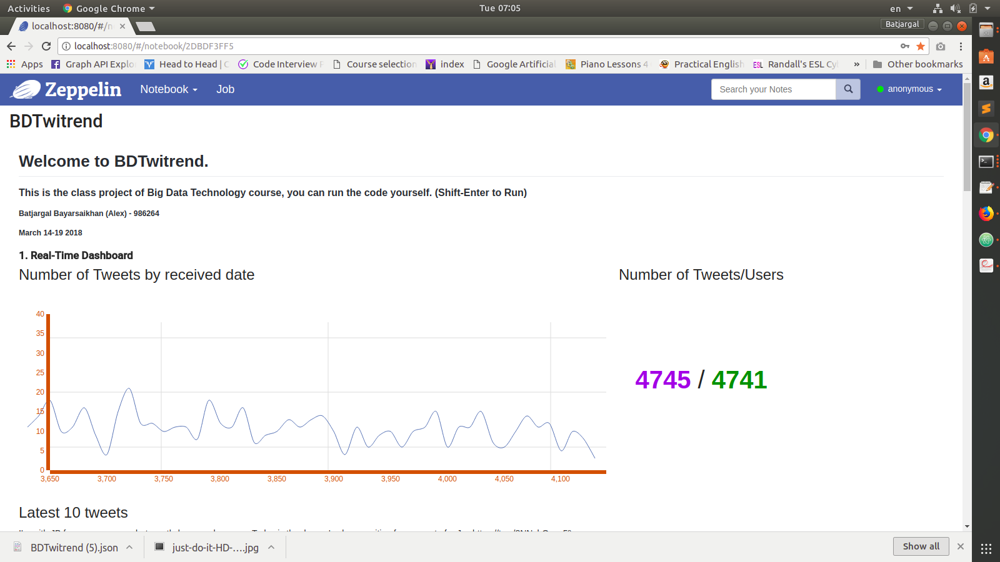 Activities Google Chrome Tue 07:05 en
localhost:8080/#/n Batjargal
localhost:8080/#/notebook/2DBDF3FF5
Apps Graph API Explo Head to Head | C Code Interview P Course selection index Google Artificial Piano Lessons 4 Practical English ESL Randall's ESL Cy » Other bookmarks
Zeppelin Notebook Job Search your Notes anonymous
BDTwitrend
Welcome to BDTwitrend.
This is the class project of Big Data Technology course, you can run the code yourself. (Shift-Enter to Run)
Batjargal Bayarsaikhan (Alex) - 986264
March 14-19 2018
1. Real-Time Dashboard
Number of Tweets by received date Number of Tweets/Users
40
35
30
25
20
15
10
5
0
4745 / 4741
3,650 3,700 3,750 3,800 3,850 3,900 3,950 4,000 4,050 4,100
Latest 10 tweets
BDTwitrend (5).json just-do-it-HD-....jpg Show all